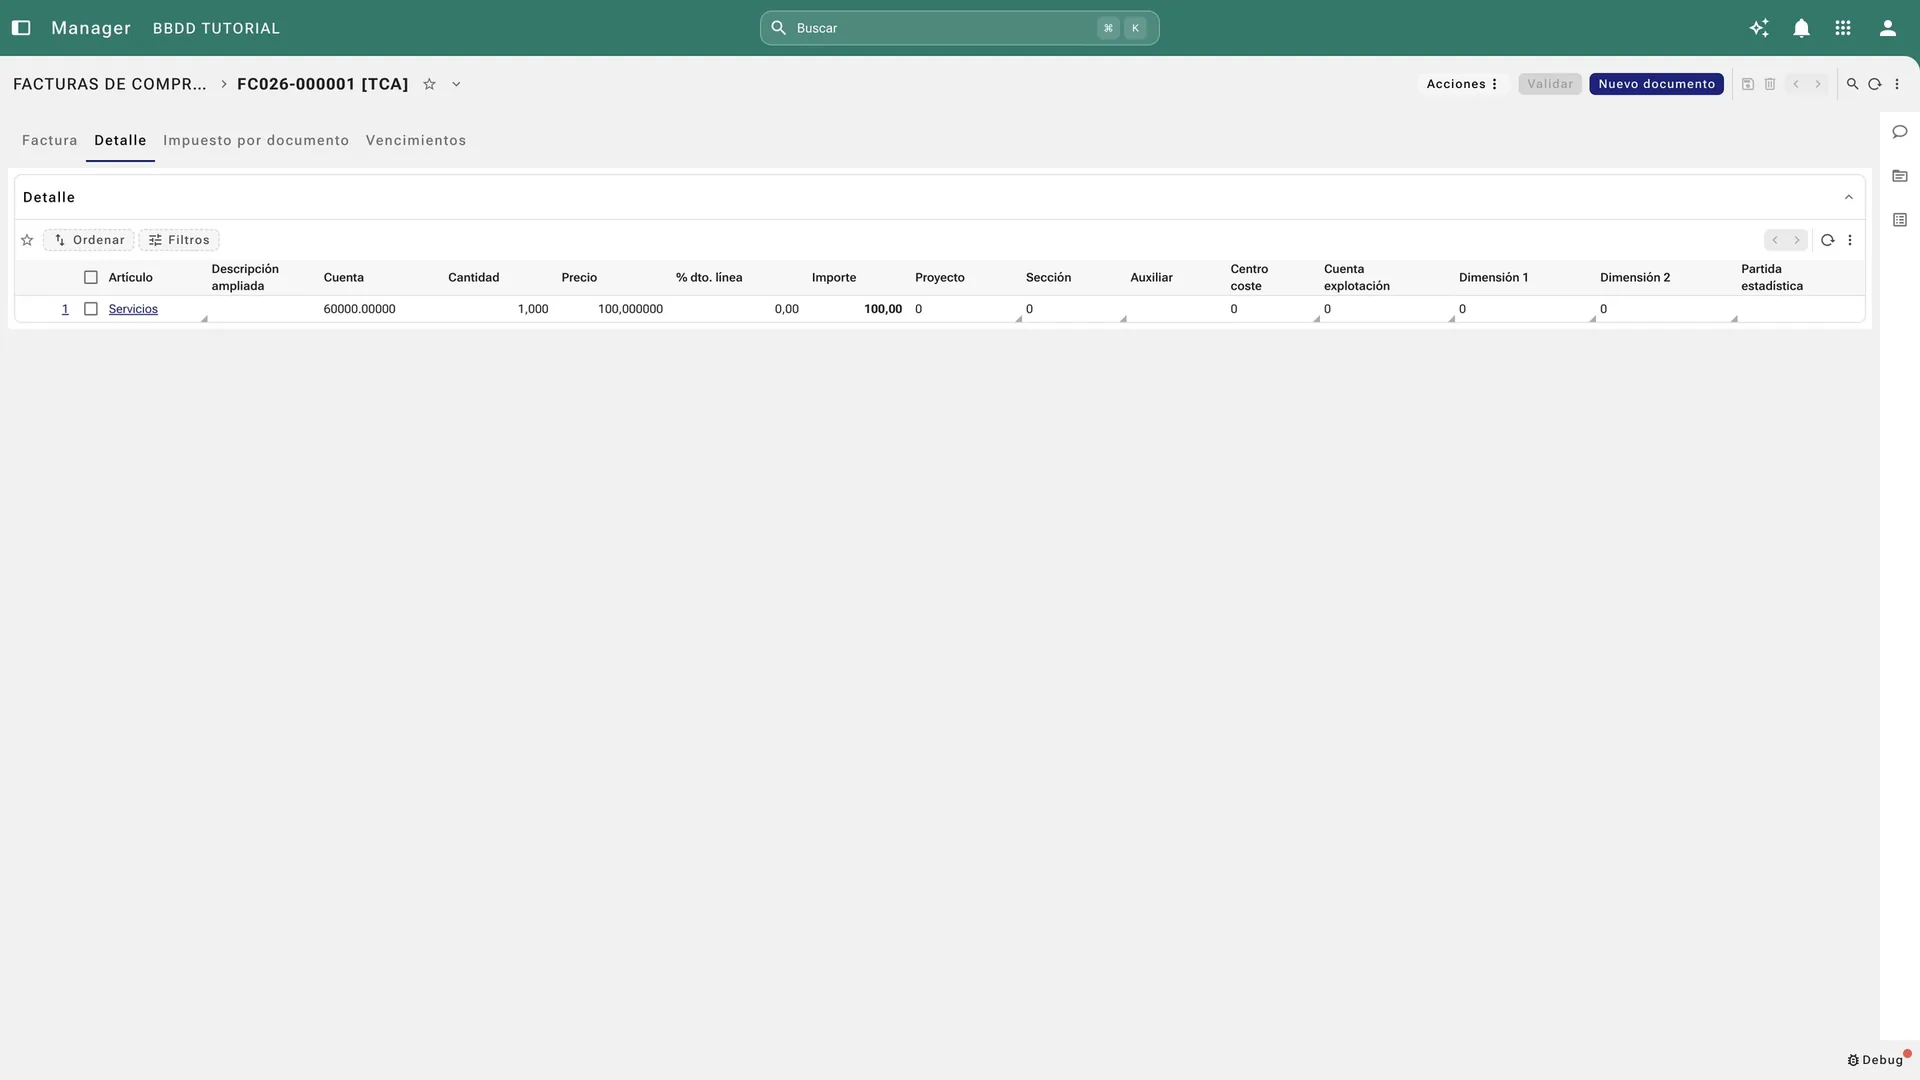 Manager BBDD TUTORIAL Buscar ⌘ K
FACTURAS DE COMPR... > FC026-000001 [TCA] Acciones Validar Nuevo documento
Factura Detalle Impuesto por documento Vencimientos
Detalle
Ordenar Filtros
Artículo Descripción ampliada Cuenta Cantidad Precio % dto. línea Importe Proyecto Sección Auxiliar Centro coste Cuenta explotación Dimensión 1 Dimensión 2 Partida estadística
1 Servicios 60000.00000 1,000 100,000000 0,00 100,00 0 0 0 0 0 0
Debug